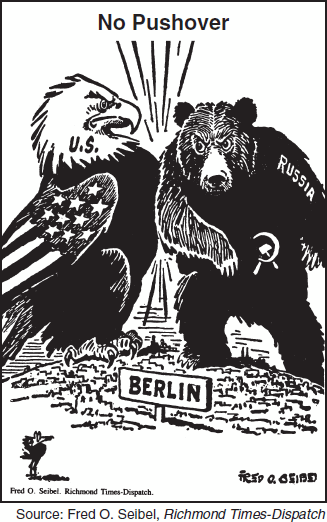 No Pushover
U.S.
RUSSIA
BERLIN
FRED O. SEIBEL
Fred O. Seibel. Richmond Times-Dispatch.
Source: Fred O. Seibel, Richmond Times-Dispatch